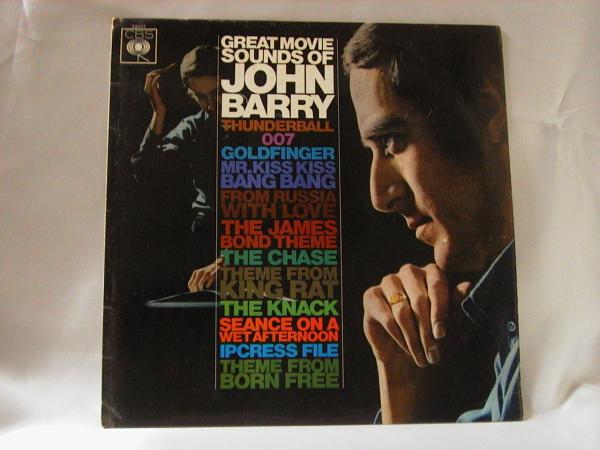 CBS
GREAT MOVIE
SOUNDS OF
JOHN
BARRY
THUNDERBALL
007
GOLDFINGER
MR. KISS KISS
BANG BANG
FROM RUSSIA
WITH LOVE
THE JAMES
BOND THEME
THE CHASE
THEME FROM
KING RAT
THE KNACK
SEANCE ON A
WET AFTERNOON
IPCRESS FILE
THEME FROM
BORN FREE